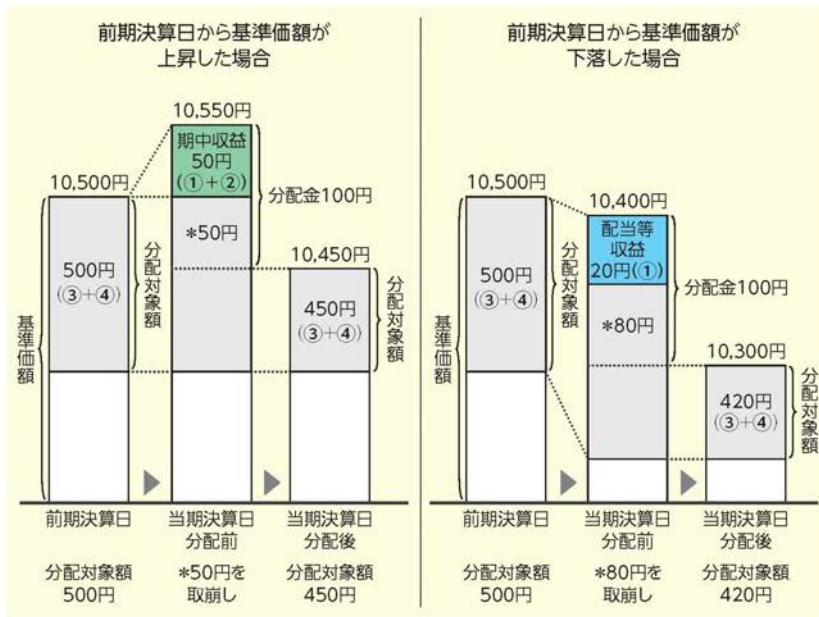 前期決算日から基準価額が
上昇した場合
10,550円
期中収益
50円
(①+②)
10,500円
分配金100円
*50円
10,450円
500円
(③+④)
分配対象額
450円
(③+④)
分配対象額
基準価額
前期決算日
当期決算日
分配前
当期決算日
分配後
分配対象額
500円
*50円を
取崩し
分配対象額
450円
前期決算日から基準価額が
下落した場合
10,500円
10,400円
配当等
収益
20円(①)
分配金100円
500円
(③+④)
分配対象額
*80円
10,300円
420円
(③+④)
分配対象額
基準価額
前期決算日
当期決算日
分配前
当期決算日
分配後
分配対象額
500円
*80円を
取崩し
分配対象額
420円